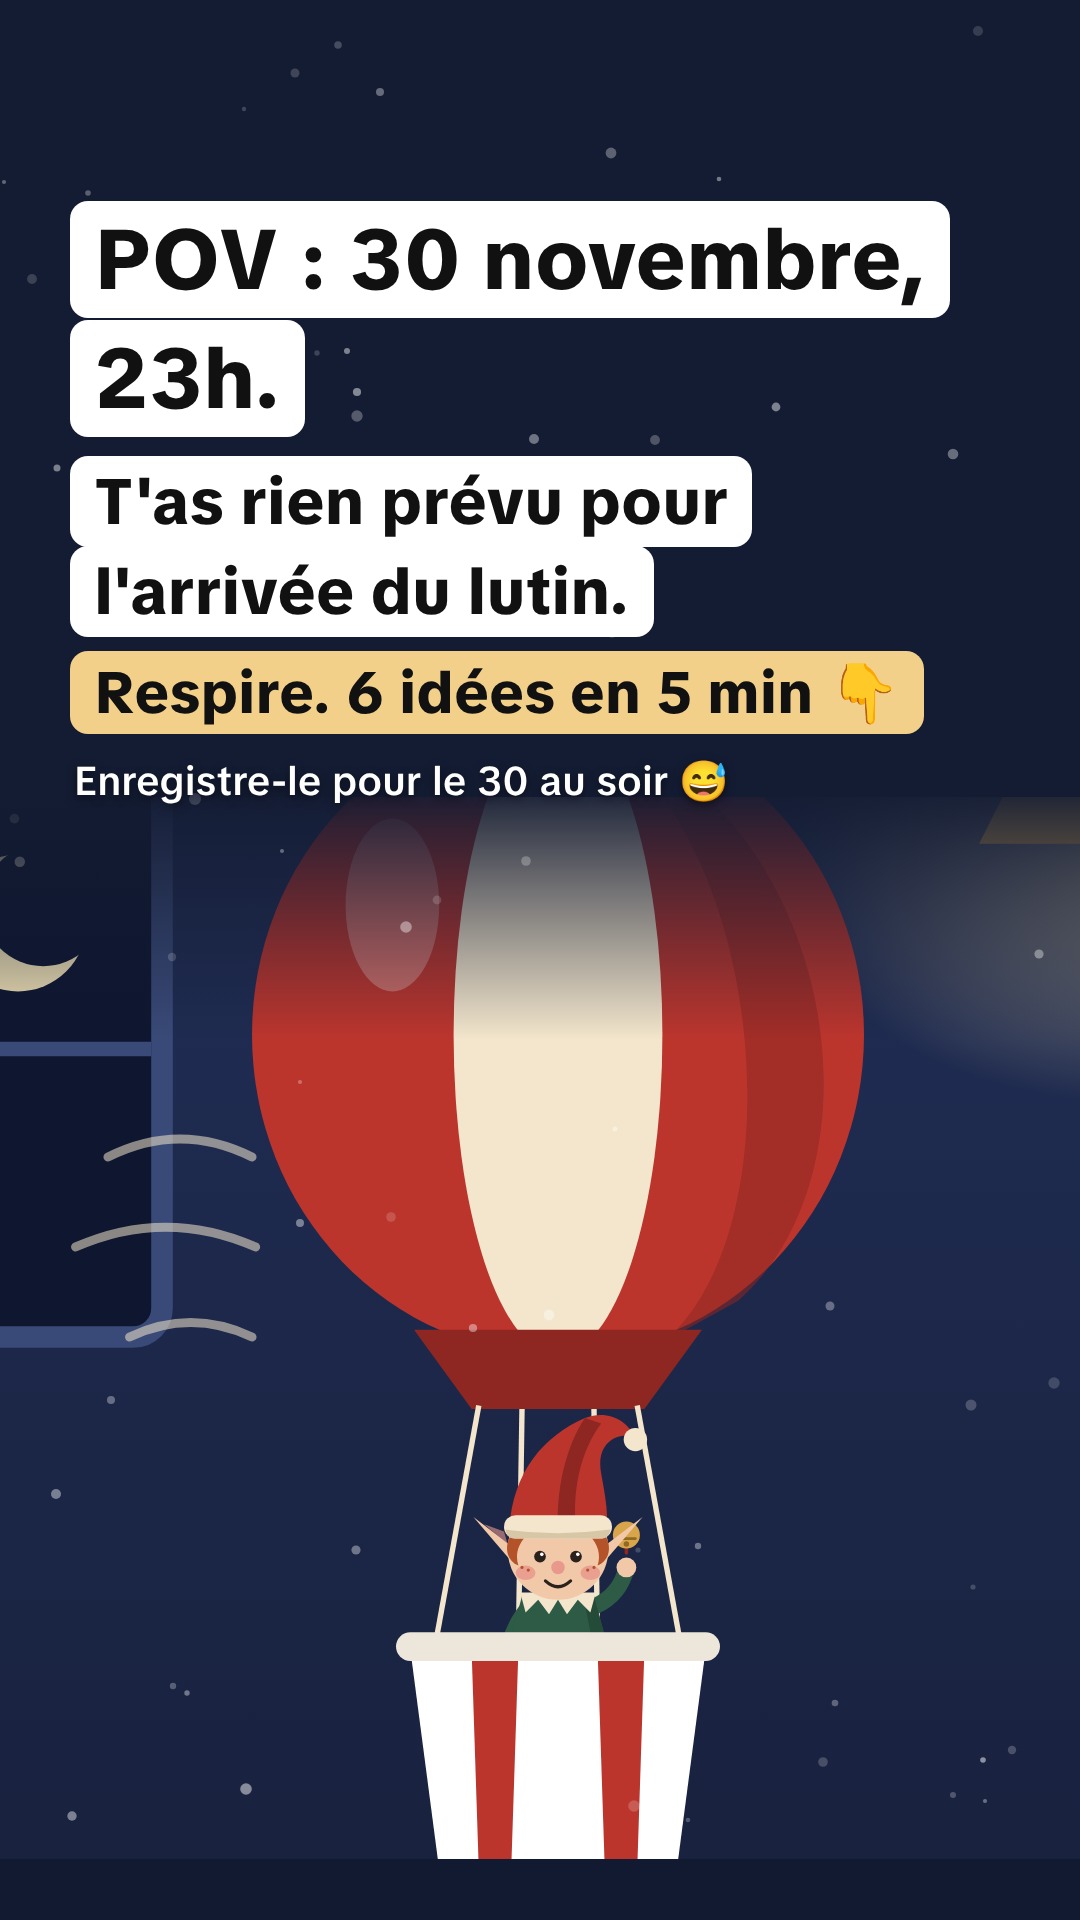 POV : 30 novembre,
23h.
T'as rien prévu pour
l'arrivée du lutin.
Respire. 6 idées en 5 min 👇
Enregistre-le pour le 30 au soir 😅